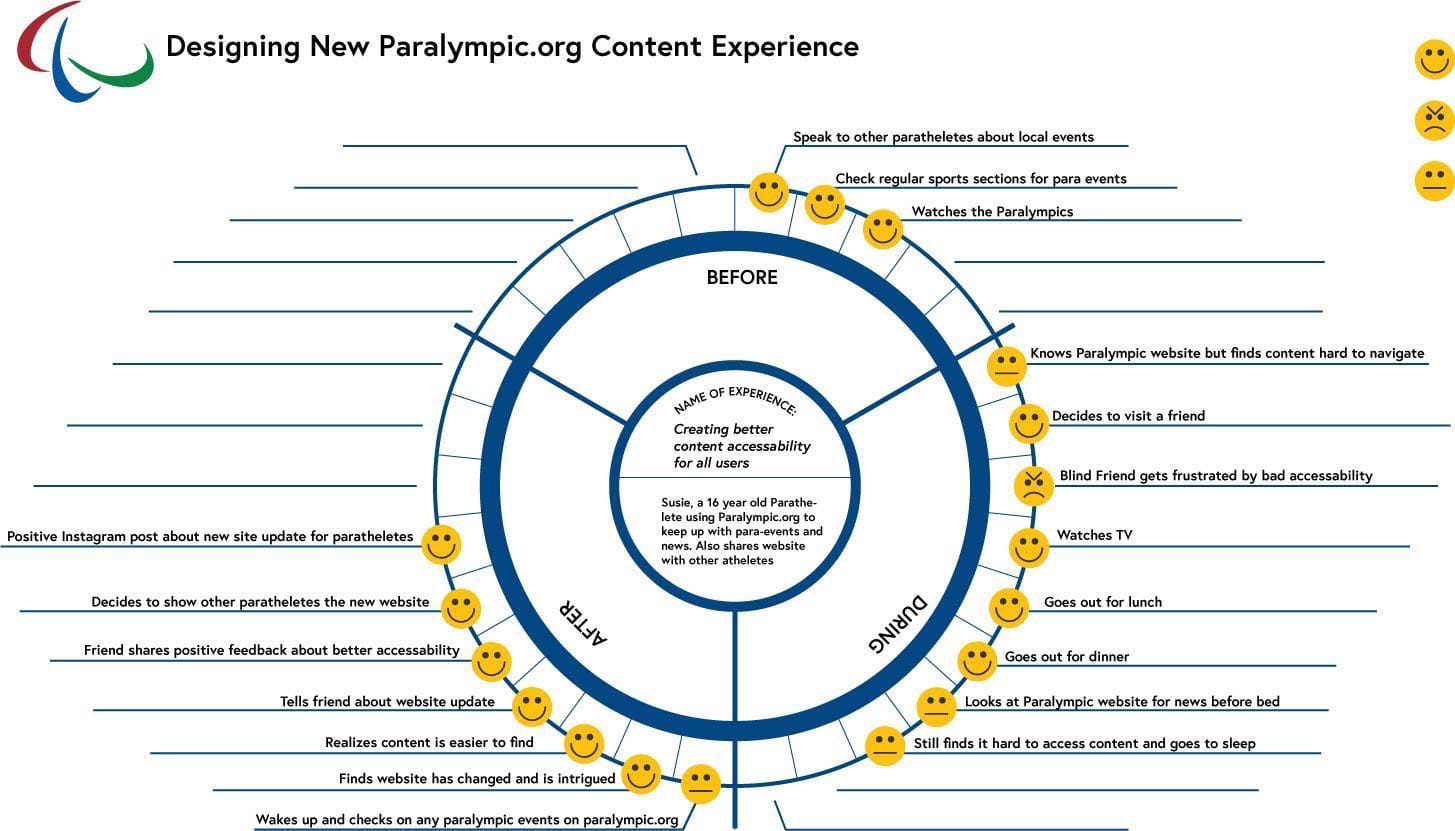 Designing New Paralympic.org Content Experience
Speak to other paratheletes about local events
Check regular sports sections for para events
Watches the Paralympics
BEFORE
Knows Paralympic website but finds content hard to navigate
Decides to visit a friend
Blind Friend gets frustrated by bad accessability
Watches TV
Goes out for lunch
Goes out for dinner
Looks at Paralympic website for news before bed
Still finds it hard to access content and goes to sleep
DURING
NAME OF EXPERIENCE:
Creating better
content accessability
for all users
Susie, a 16 year old Parathe-
lete using Paralympic.org to
keep up with para-events and
news. Also shares website
with other atheletes
AFTER
Positive Instagram post about new site update for paratheletes
Decides to show other paratheletes the new website
Friend shares positive feedback about better accessability
Tells friend about website update
Realizes content is easier to find
Finds website has changed and is intrigued
Wakes up and checks on any paralympic events on paralympic.org